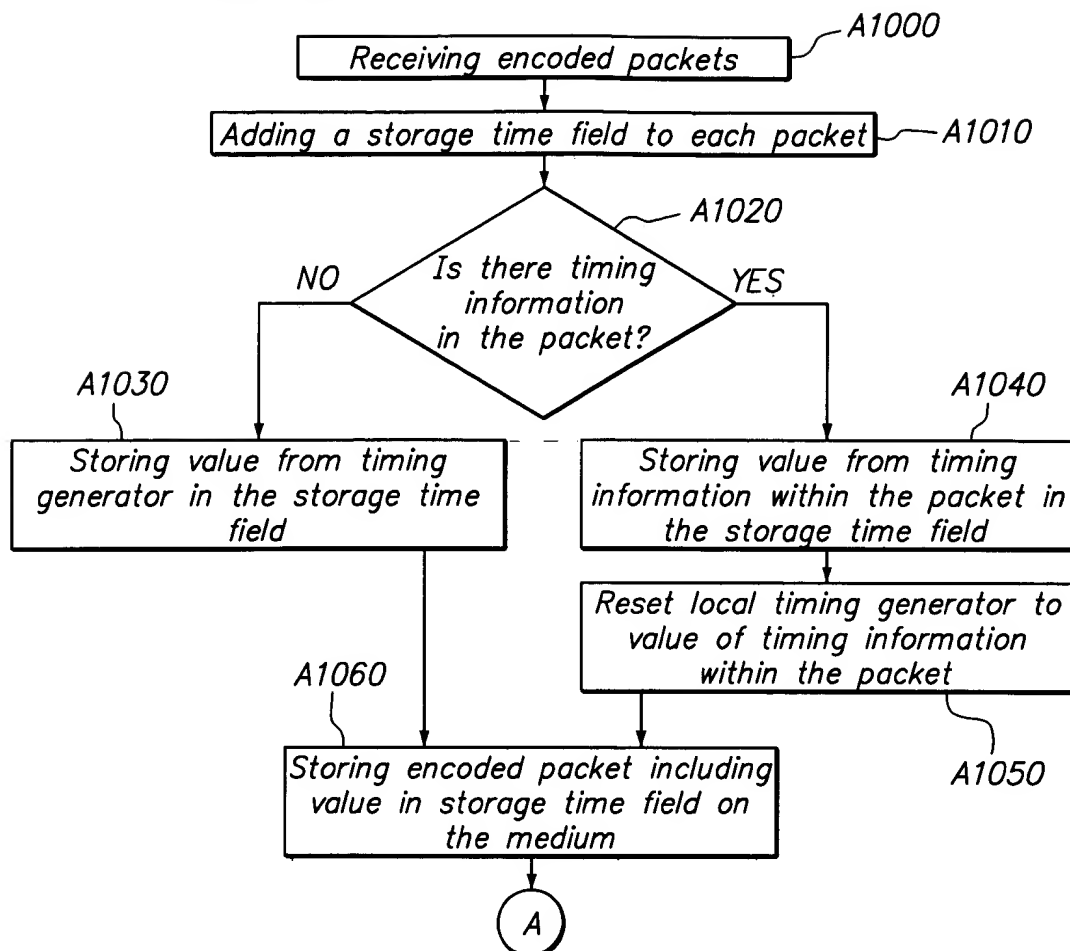 A1000
Receiving encoded packets
Adding a storage time field to each packet
A1010
A1020
Is there timing
information
in the packet?
NO
YES
A1030
A1040
Storing value from timing
generator in the storage time
field
Storing value from timing
information within the packet in
the storage time field
Reset local timing generator to
value of timing information
within the packet
A1060
A1050
Storing encoded packet including
value in storage time field on
the medium
A